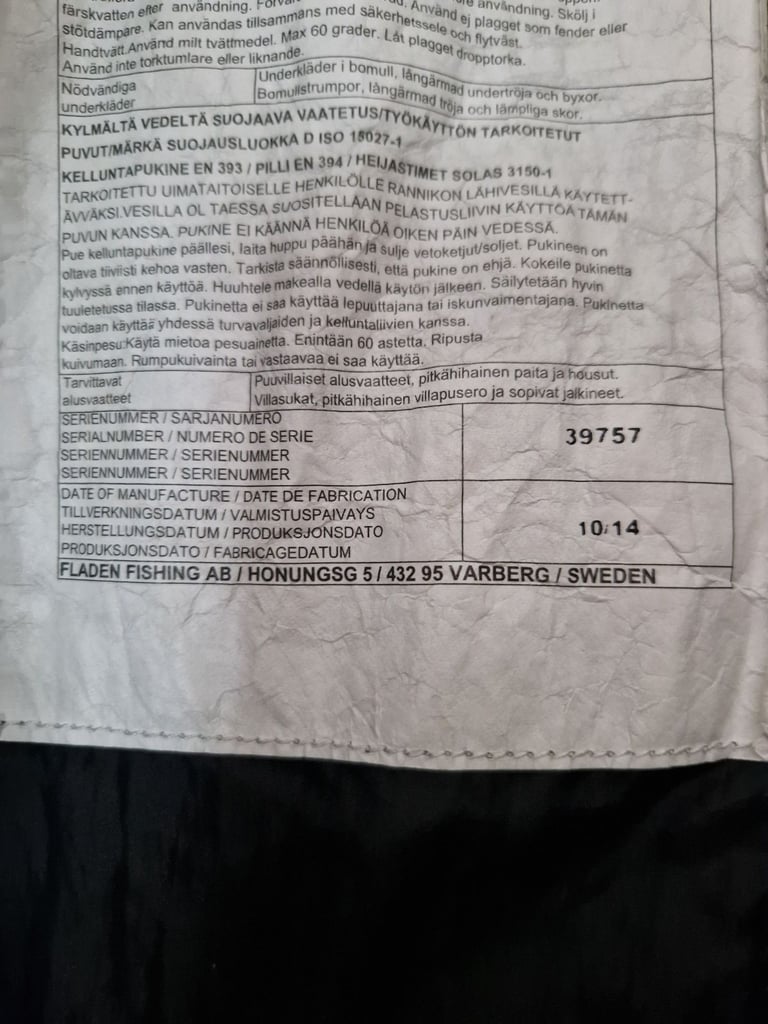 färskvatten efter användning. användning. Skölj i
stötdämpare. Kan användas tillsammans med säkerhetssele och flytväst. Använd ej plagget som fender eller
Handtvätt.Använd milt tvättmedel. Max 60 grader. Låt plagget dropptorka.
Använd inte torktumlare eller liknande.
Nödvändiga underkläder
Underkläder i bomull, långärmad undertröja och byxor.
Bomullstrumpor, långärmad tröja och lämpliga skor.
KYLMÄLTÄ VEDELTÄ SUOJAAVA VAATETUS/TYÖKÄYTTÖN TARKOITETUT
PUVUT/MÄRKÄ SUOJAUSLUOKKA D ISO 15027-1
KELLUNTAPUKINE EN 393 / PILLI EN 394 / HEIJASTIMET SOLAS 3150-1
TARKOITETTU UIMATAITOISELLE HENKILÖLLE RANNIKON LÄHIVESILLÄ KÄYTETT-
ÄVVÄKSI.VESILLÄ OL TAESSA SUOSITELLAAN PELASTUSLIIVIN KÄYTTÖÄ TÄMÄN
PUVUN KANSSA. PUKINE EI KÄÄNNÄ HENKILÖÄ OIKEN PÄIN VEDESSÄ.
Pue kelluntapukine päällesi, laita huppu päähän ja sulje vetoketjut/soljet. Pukineen on
oltava tiiviisti kehoa vasten. Tarkista säännöllisesti, että pukine on ehjä. Kokeile pukinetta
kylvyssä ennen käyttöä. Huuhtele makealla vedellä käytön jälkeen. Säilytetään hyvin
tuuletetussa tilassa. Pukinetta ei saa käyttää lepuuttajana tai iskunvaimentajana. Pukinetta
voidaan käyttää yhdessä turvavaljaiden ja kelluntaliivien kanssa.
Käsinpesu:Käytä mietoa pesuainetta. Enintään 60 astetta. Ripusta
kuivumaan. Rumpukuivainta tai vastaavaa ei saa käyttää.
Tarvittavat alusvaatteet
Puuvillaiset alusvaatteet, pitkähihainen paita ja housut.
Villasukat, pitkähihainen villapusero ja sopivat jalkineet.
SERIENUMMER / SARJANUMERO
SERIALNUMBER / NUMERO DE SERIE
SERIENNUMMER / SERIENUMMER
SERIENNUMMER / SERIENUMMER
39757
DATE OF MANUFACTURE / DATE DE FABRICATION
TILLVERKNINGSDATUM / VALMISTUSPAIVAYS
HERSTELLUNGSDATUM / PRODUKSJONSDATO
PRODUKSJONSDATO / FABRICAGEDATUM
10/14
FLADEN FISHING AB / HONUNGSG 5 / 432 95 VARBERG / SWEDEN